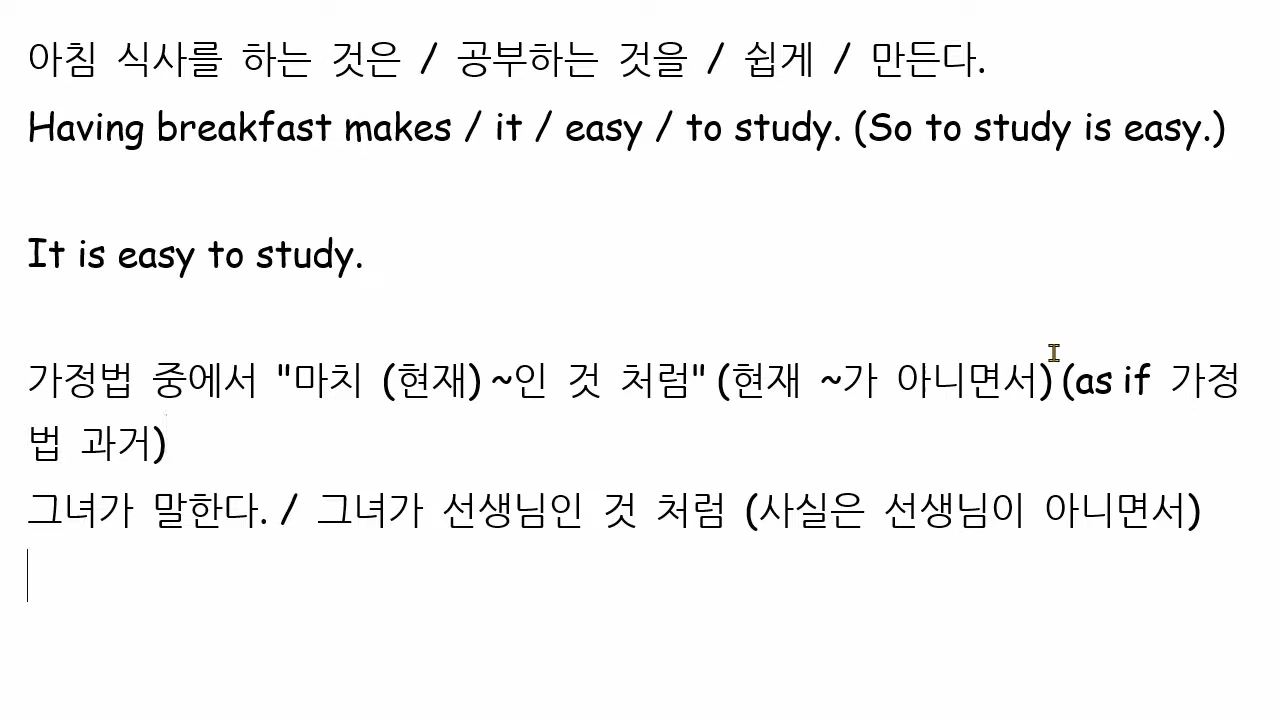 아침 식사를 하는 것은 / 공부하는 것을 / 쉽게 / 만든다.
Having breakfast makes / it / easy / to study. (So to study is easy.)
It is easy to study.
가정법 중에서 "마치 (현재) ~인 것 처럼" (현재 ~가 아니면서) (as if 가정
법 과거)
그녀가 말한다. / 그녀가 선생님인 것 처럼 (사실은 선생님이 아니면서)